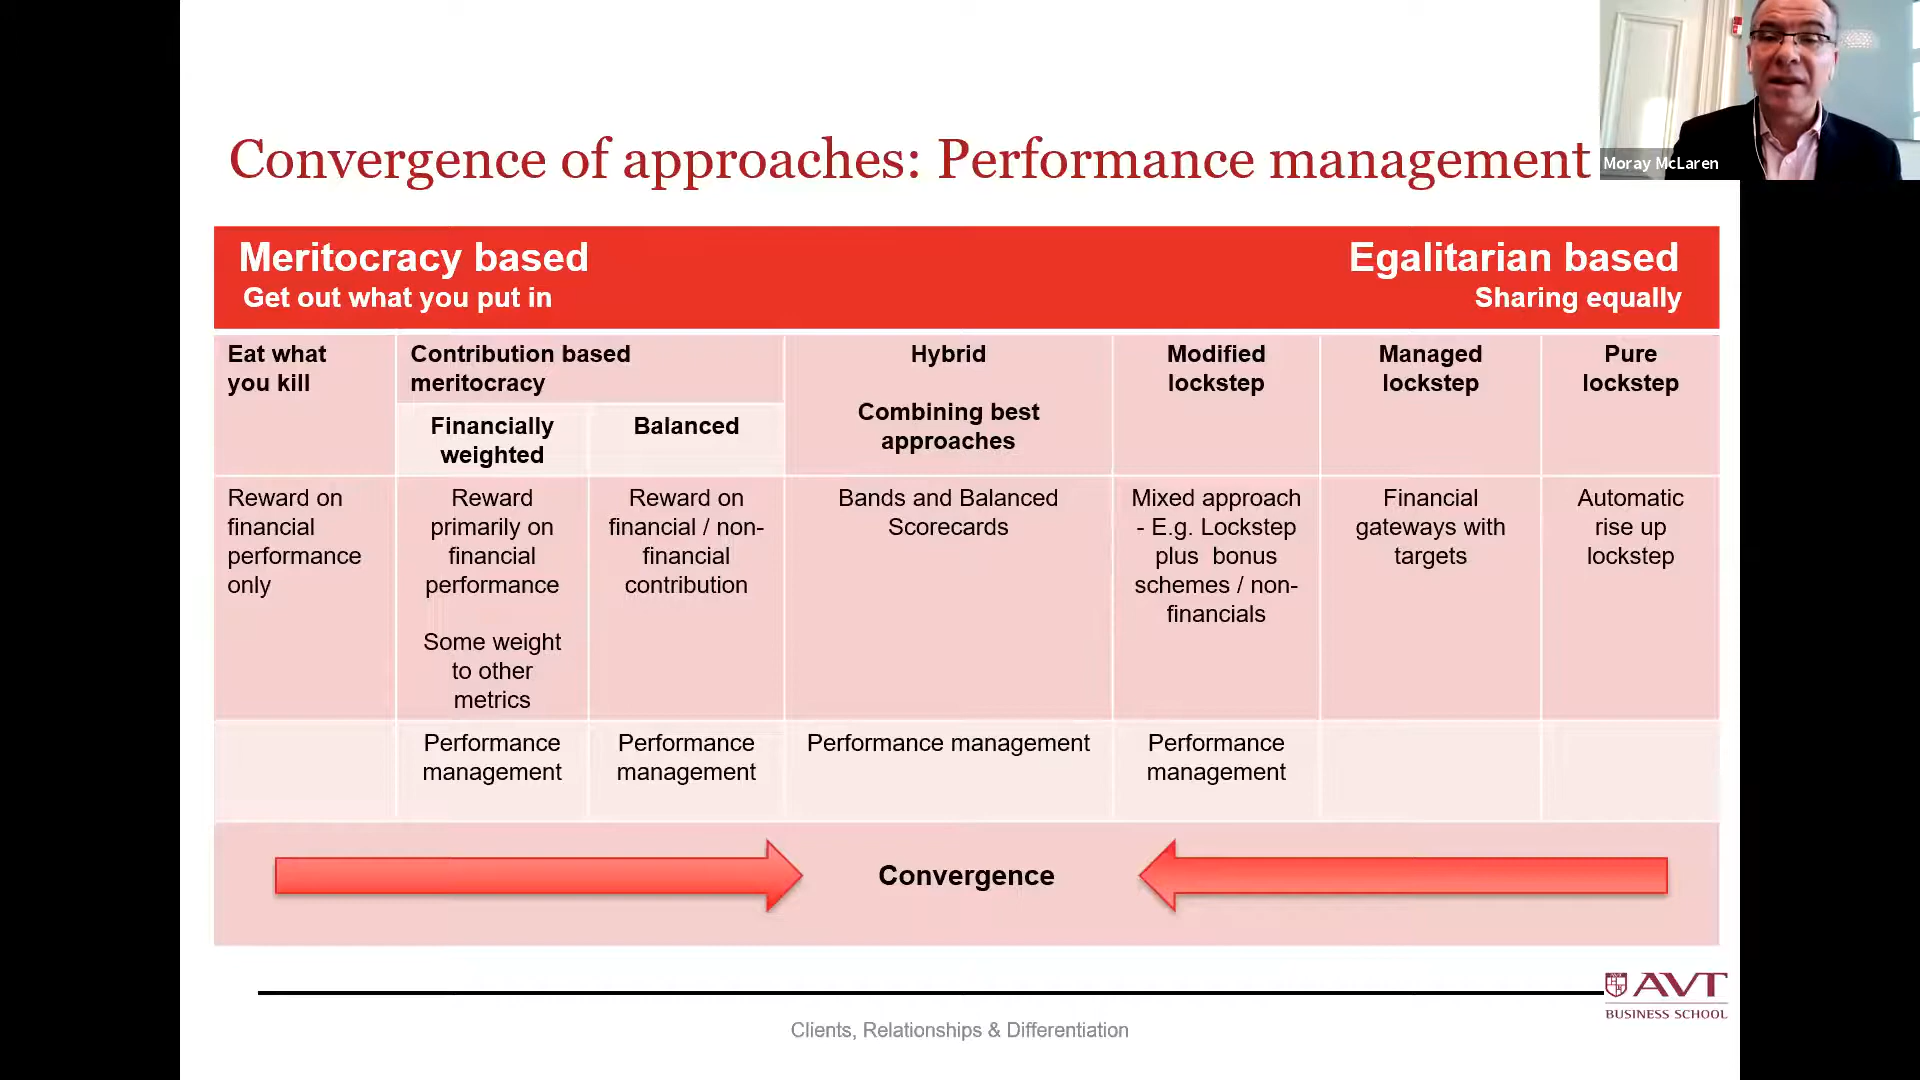 Convergence of approaches: Performance management
Moray McLaren
Meritocracy based
Get out what you put in
Egalitarian based
Sharing equally
Eat what
you kill
Contribution based
meritocracy
Financially
weighted
Balanced
Hybrid
Combining best
approaches
Modified
lockstep
Managed
lockstep
Pure
lockstep
Reward on
financial
performance
only
Reward
primarily on
financial
performance
Some weight
to other
metrics
Reward on
financial / non-
financial
contribution
Bands and Balanced
Scorecards
Mixed approach
- E.g. Lockstep
plus bonus
schemes / non-
financials
Financial
gateways with
targets
Automatic
rise up
lockstep
Performance
management
Performance
management
Performance management
Performance
management
Convergence
AVT
BUSINESS SCHOOL
Clients, Relationships & Differentiation